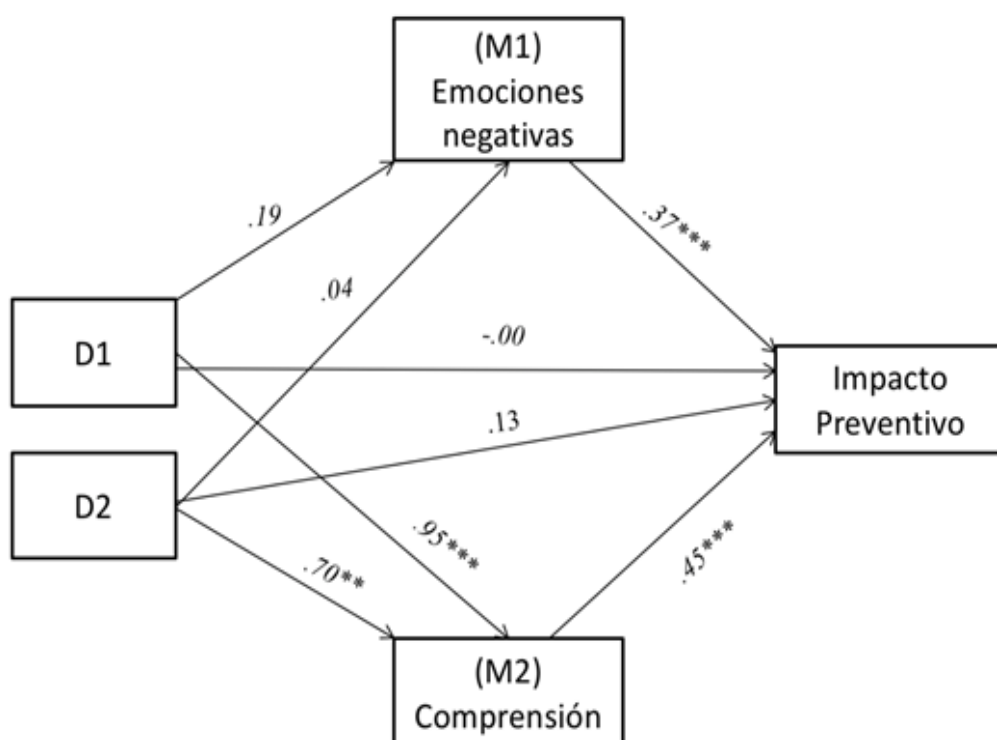 (M1)
Emociones
negativas
.19
.37***
.04
D1
-.00
Impacto
Preventivo
.13
D2
.95***
.70**
.45***
(M2)
Comprensión